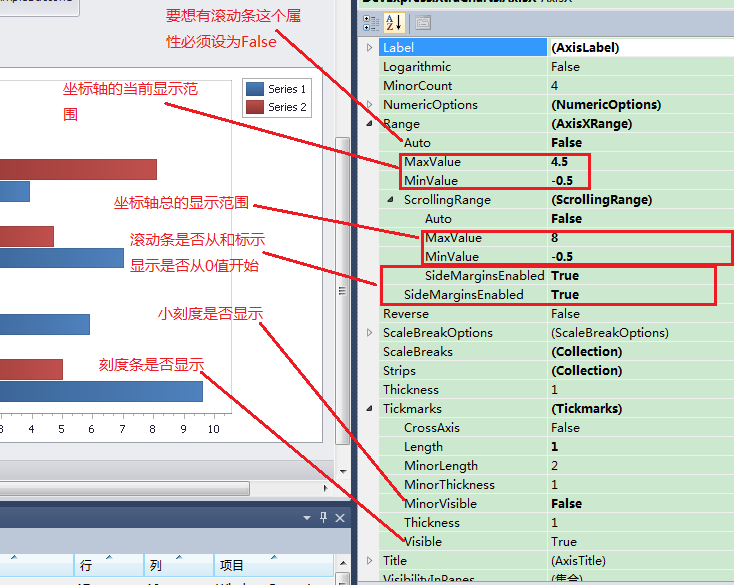 要想有滚动条这个属
性必须设为False
坐标轴的当前显示范
围
Series 1
Series 2
坐标轴总的显示范围
滚动条是否从和标示
显示是否从0值开始
小刻度是否显示
刻度条是否显示
3 4 5 6 7 8 9 10
行 列 项目
Label (AxisLabel)
Logarithmic False
MinorCount 4
NumericOptions (NumericOptions)
Range (AxisXRange)
Auto False
MaxValue 4.5
MinValue -0.5
ScrollingRange (ScrollingRange)
Auto False
MaxValue 8
MinValue -0.5
SideMarginsEnabled True
SideMarginsEnabled True
Reverse False
ScaleBreakOptions (ScaleBreakOptions)
ScaleBreaks (Collection)
Strips (Collection)
Thickness 1
Tickmarks (Tickmarks)
CrossAxis False
Length 1
MinorLength 2
MinorThickness 1
MinorVisible False
Thickness 1
Visible True
Title (AxisTitle)
VisibilityInPanes (集合)